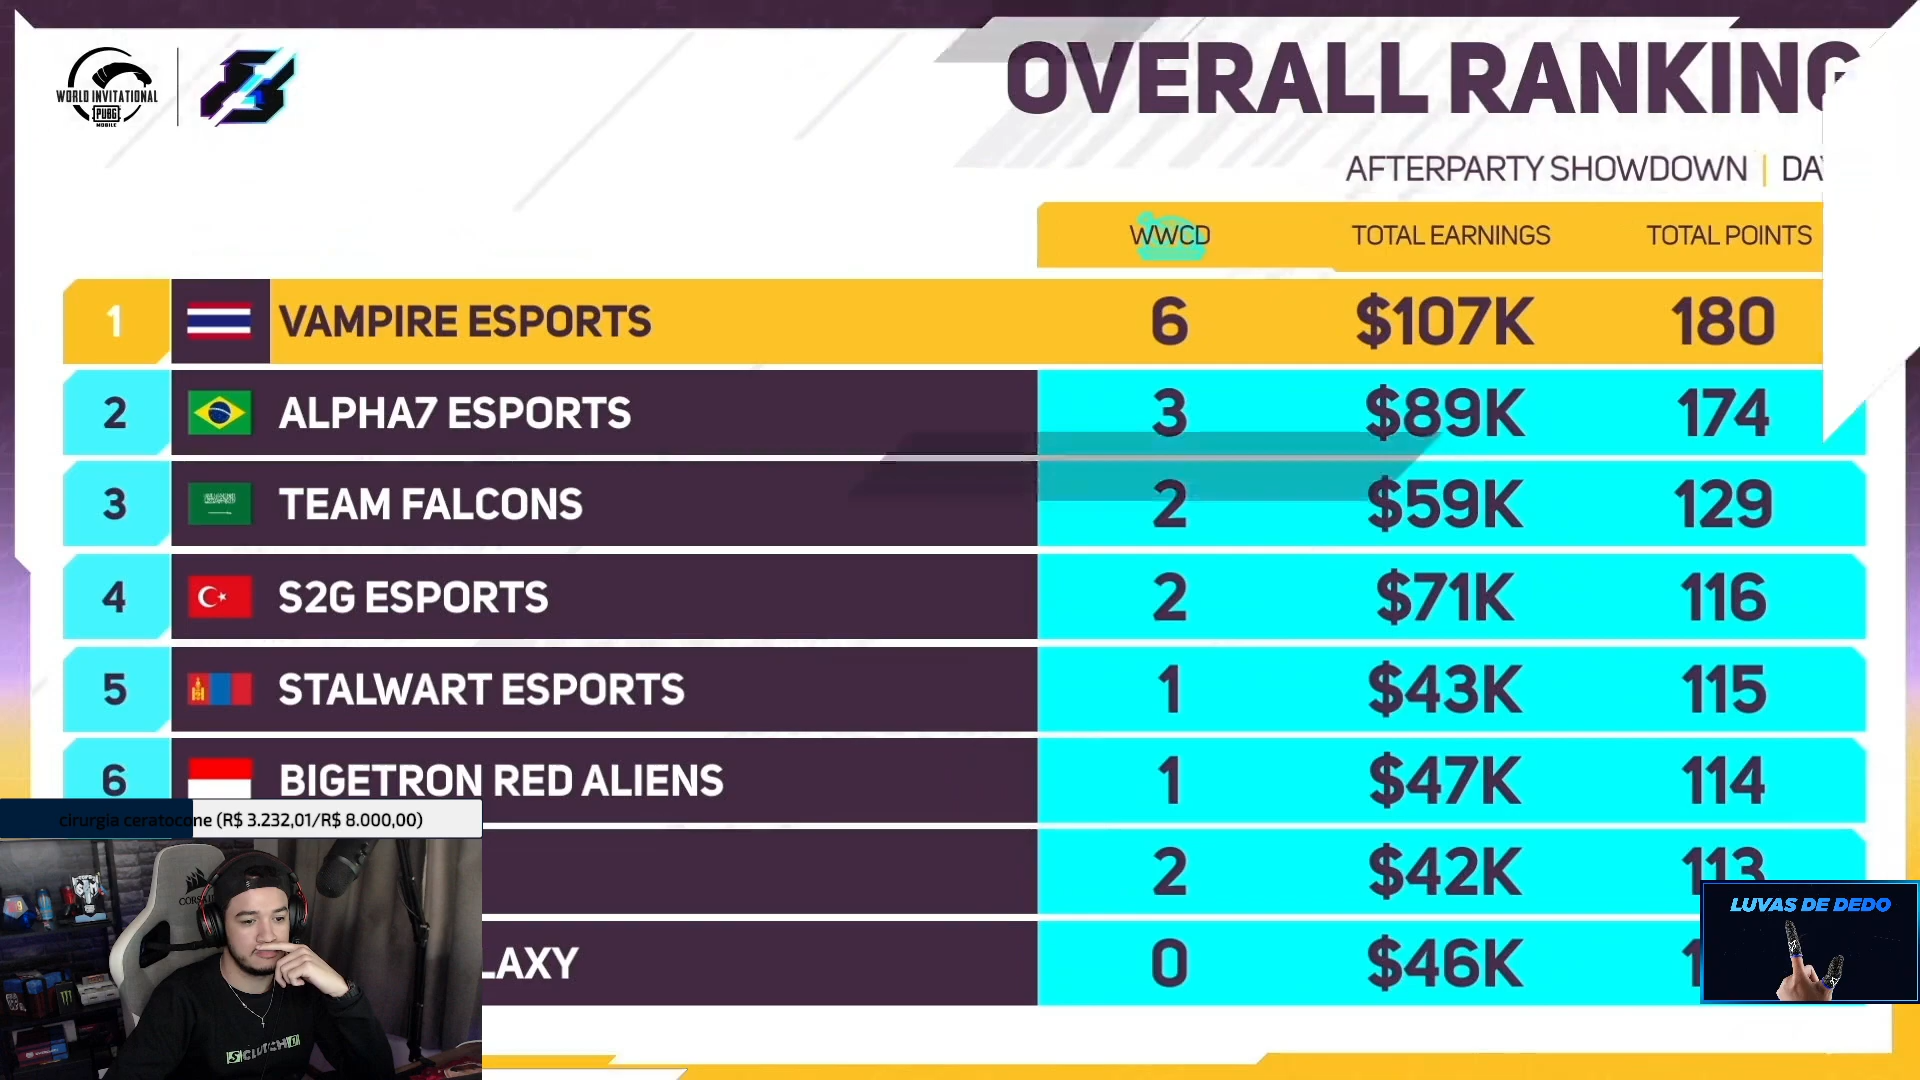 WORLD INVITATIONAL
PUBG
MOBILE
OVERALL RANKING
AFTERPARTY SHOWDOWN |
WWCD TOTAL EARNINGS TOTAL POINTS
1 VAMPIRE ESPORTS 6 $107K 180
2 ALPHA7 ESPORTS 3 $89K 174
3 TEAM FALCONS 2 $59K 129
4 S2G ESPORTS 2 $71K 116
5 STALWART ESPORTS 1 $43K 115
6 BIGETRON RED ALIENS 1 $47K 114
2 $42K 113
LAXY 0 $46K
cirurgia ceratocone (R$ 3.232,01/R$ 8.000,00)
LUVAS DE DEDO
CORSAIR
CLUTCH